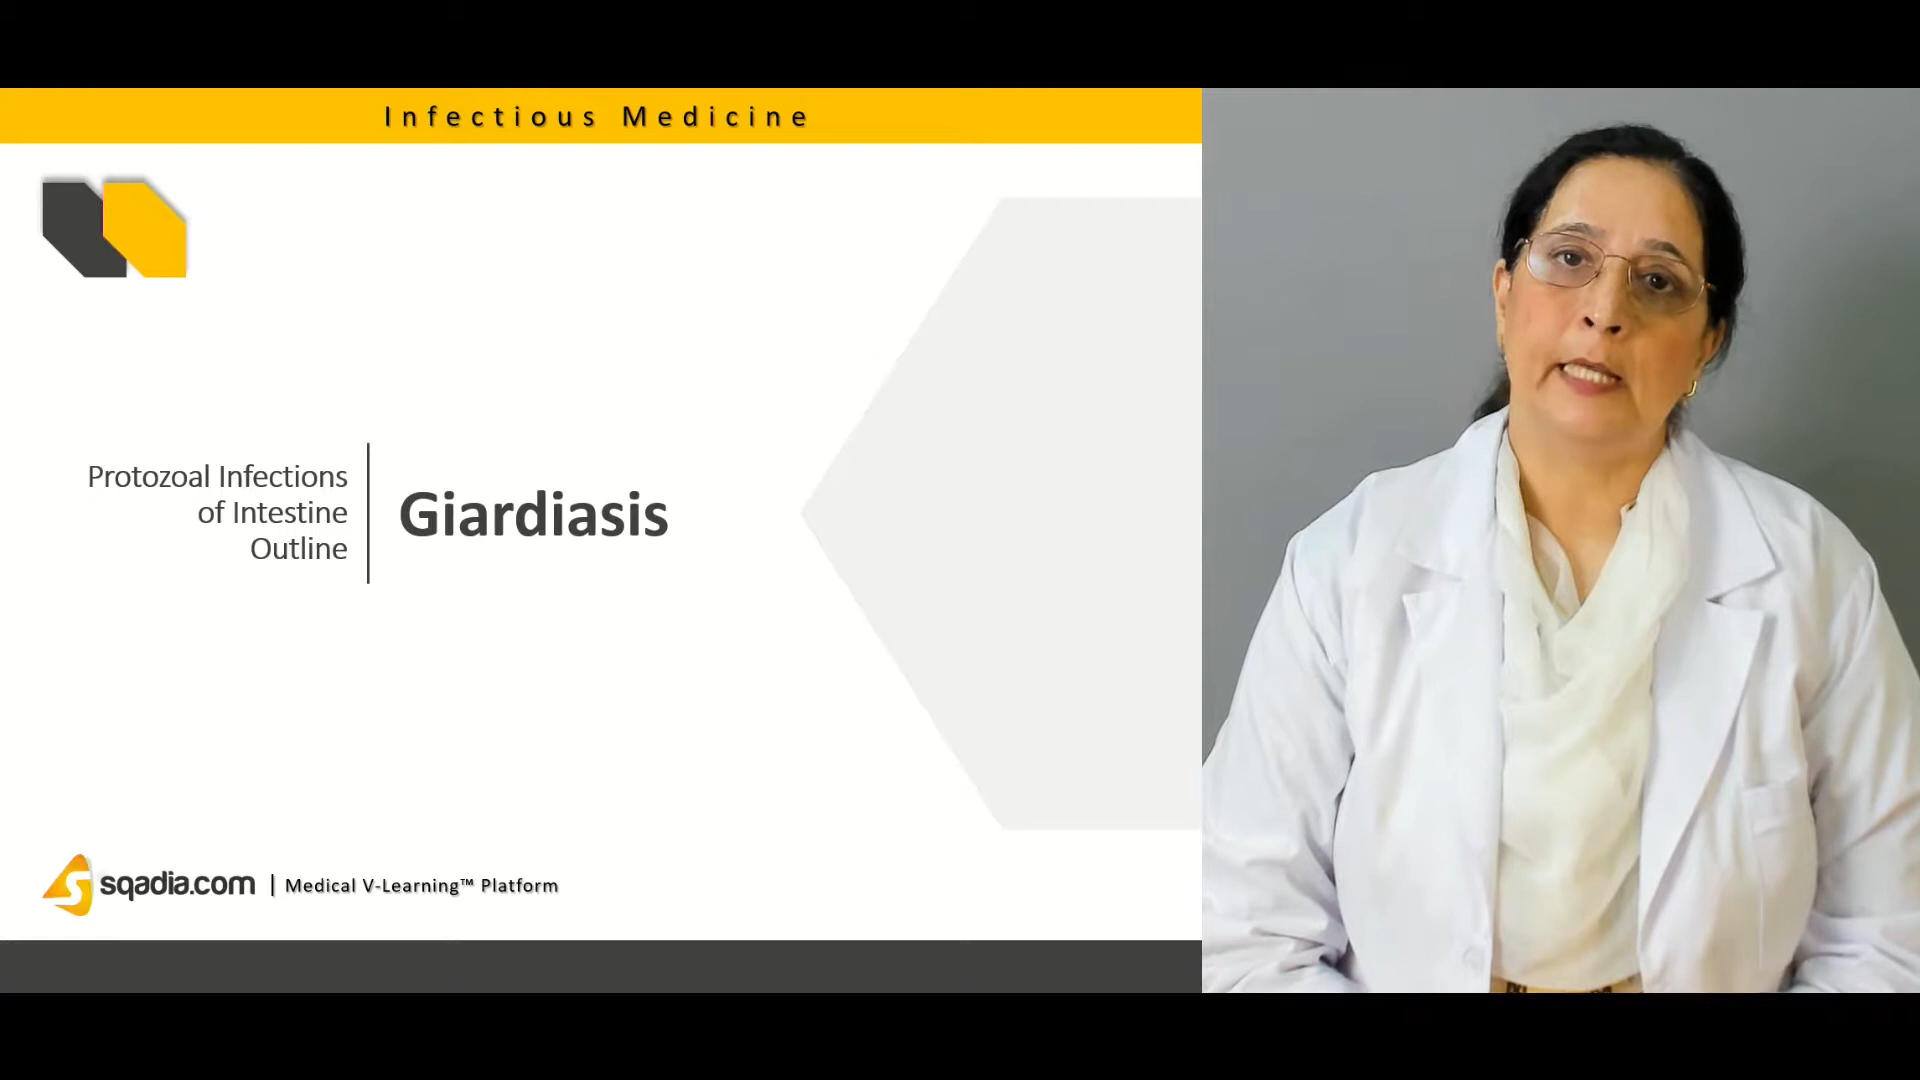 Infectious Medicine
Protozoal Infections
of Intestine
Outline
Giardiasis
sqadia.com | Medical V-Learning™ Platform